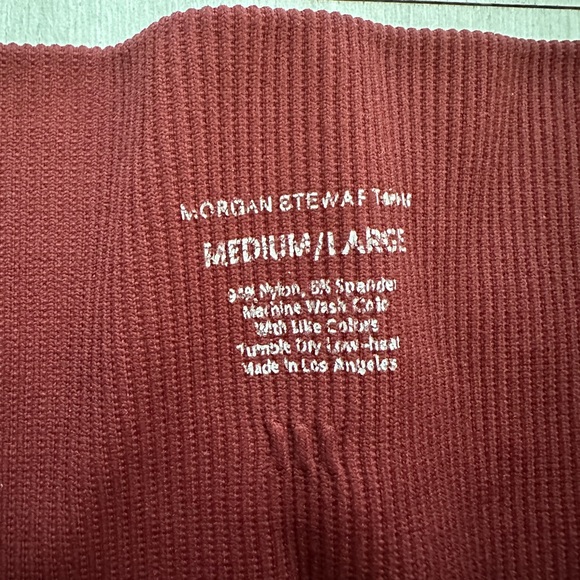 MORGAN STEWART
MEDIUM/LARGE
94% Nylon, 6% Spandex
Machine Wash Cold
With Like Colors
Tumble Dry Low-heat
Made In Los Angeles